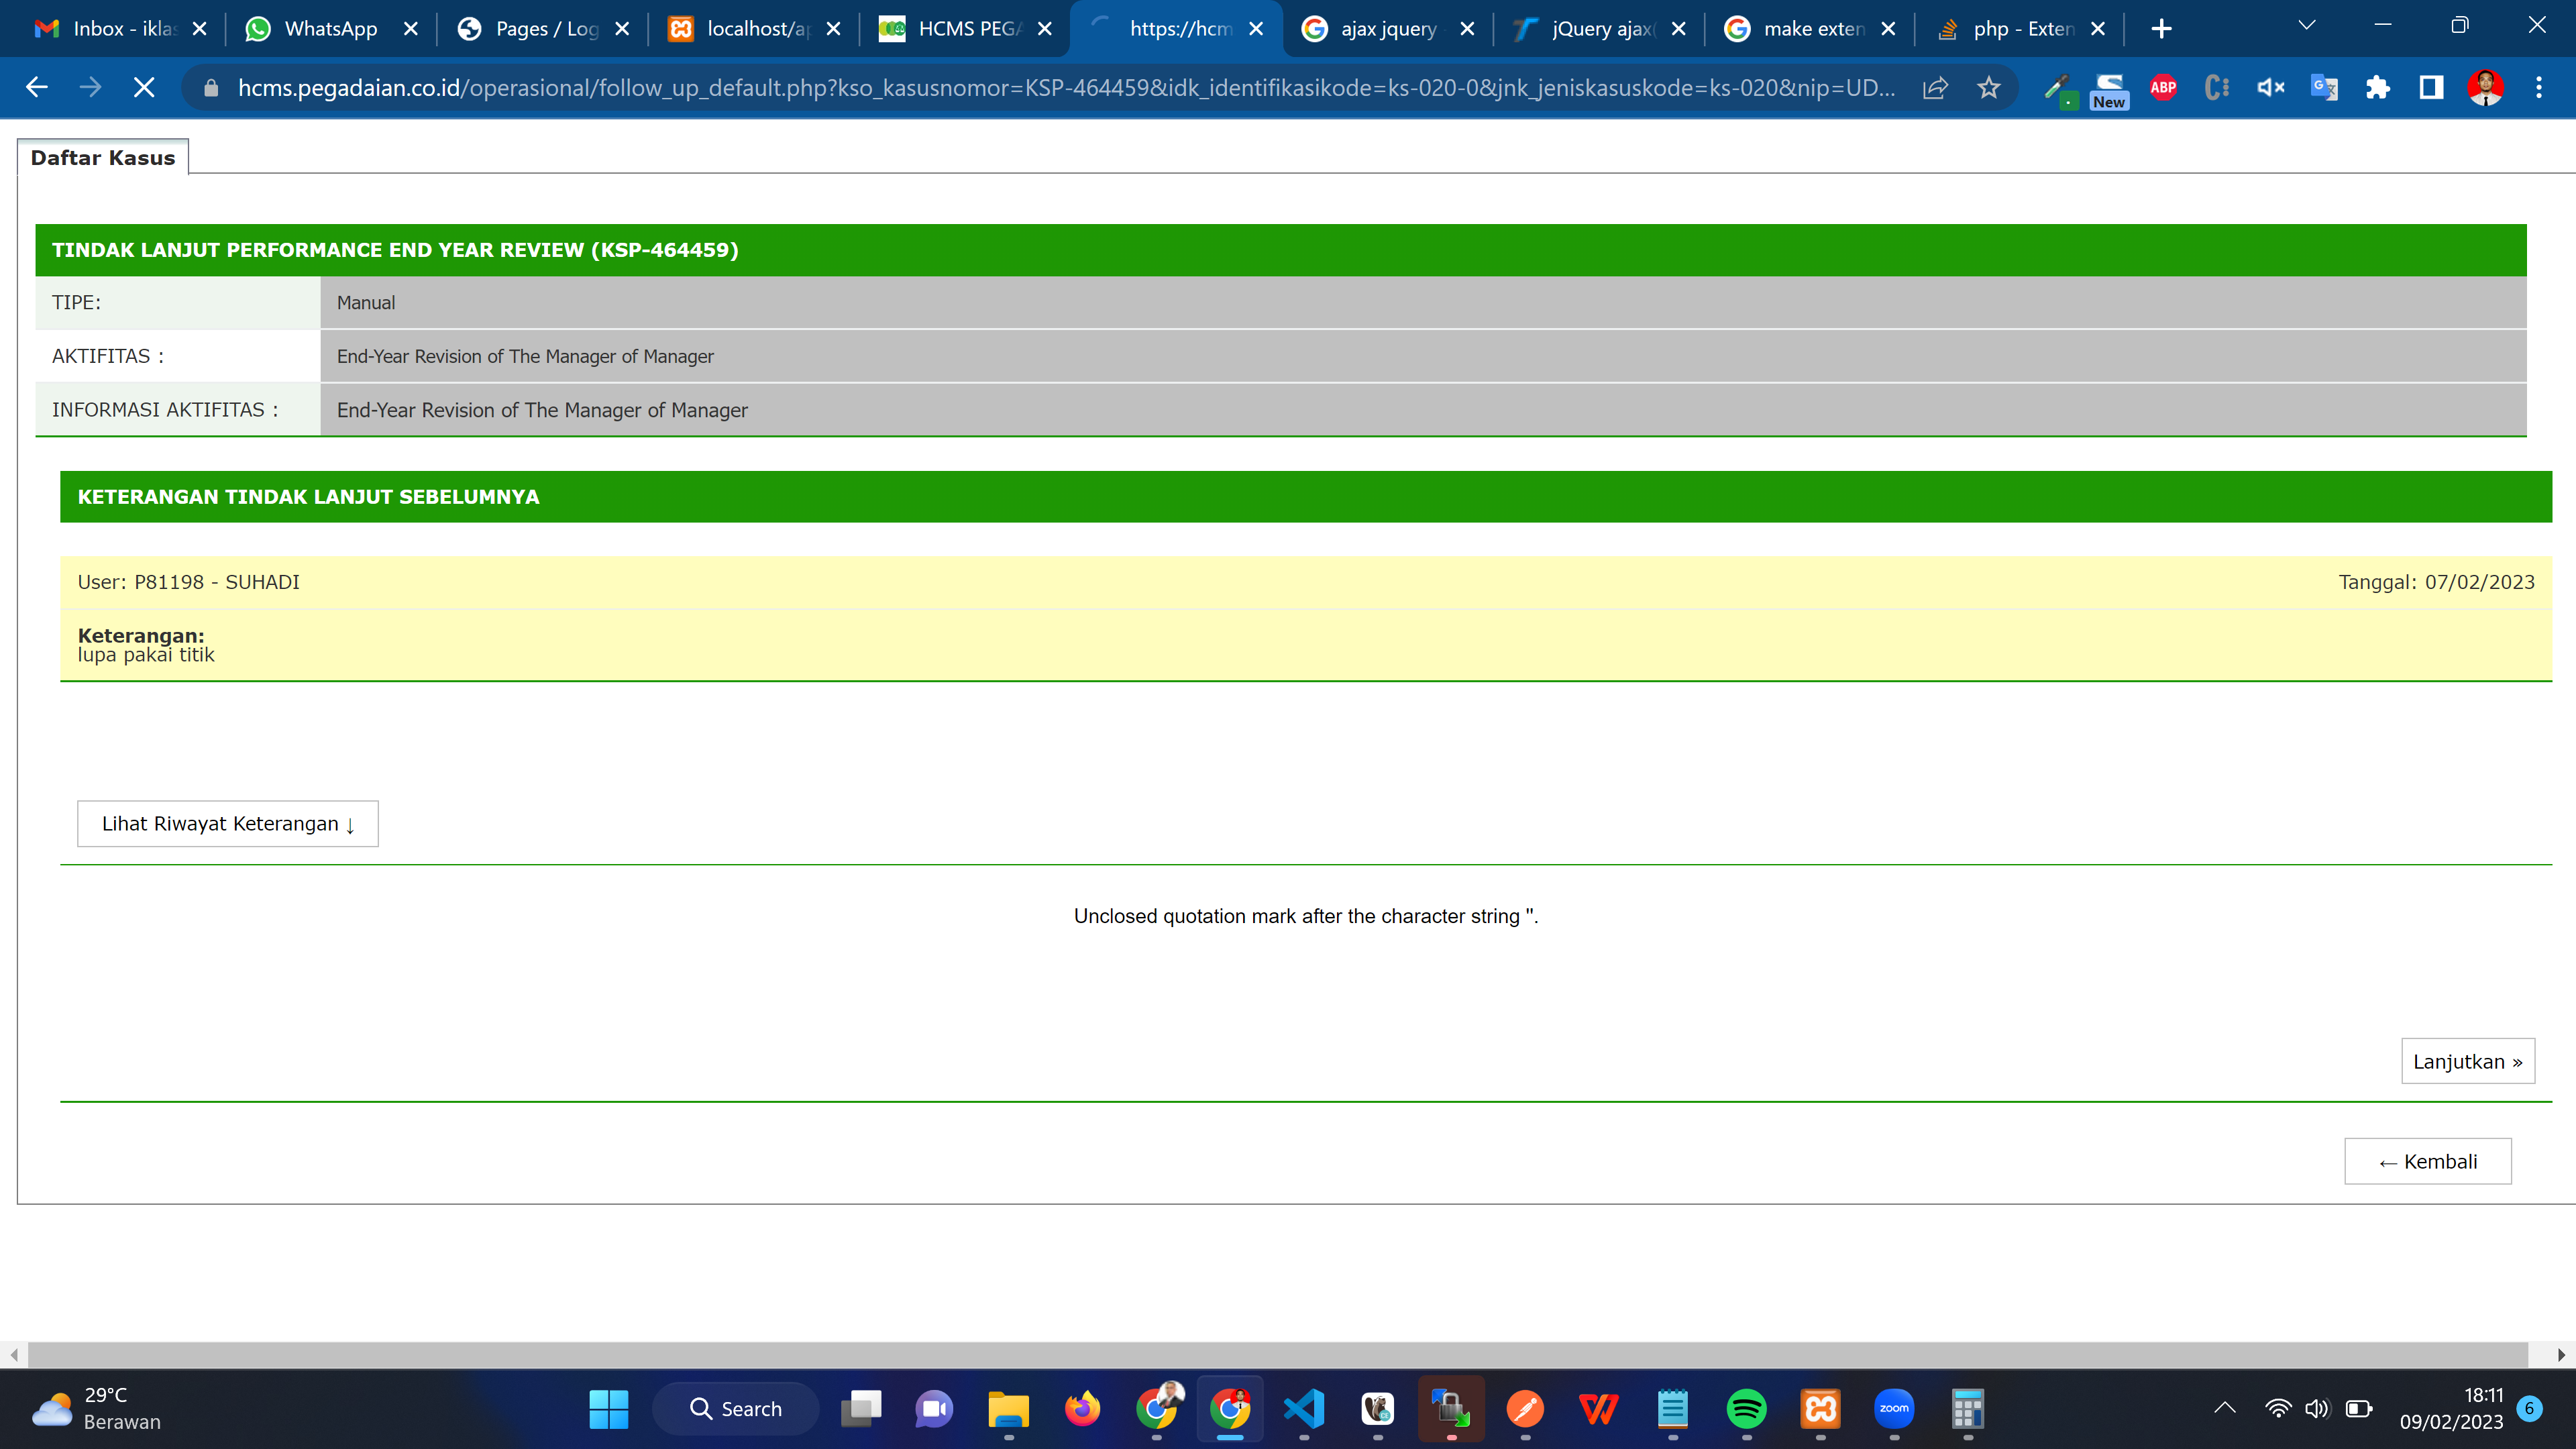 Inbox - iklas
WhatsApp
Pages / Log
localhost/ap
HCMS PEGA
https://hcm
ajax jquery
jQuery ajax(
make exten
php - Exten
hcms.pegadaian.co.id/operasional/follow_up_default.php?kso_kasusnomor=KSP-464459&idk_identifikasikode=ks-020-0&jnk_jeniskasuskode=ks-020&nip=UD...
New
ABP
Daftar Kasus
TINDAK LANJUT PERFORMANCE END YEAR REVIEW (KSP-464459)
TIPE: Manual
AKTIFITAS : End-Year Revision of The Manager of Manager
INFORMASI AKTIFITAS : End-Year Revision of The Manager of Manager
KETERANGAN TINDAK LANJUT SEBELUMNYA
User: P81198 - SUHADI Tanggal: 07/02/2023
Keterangan:
lupa pakai titik
Lihat Riwayat Keterangan ↓
Unclosed quotation mark after the character string ''.
Lanjutkan »
← Kembali
29°C
Berawan
Search
zoom
18:11
09/02/2023
6